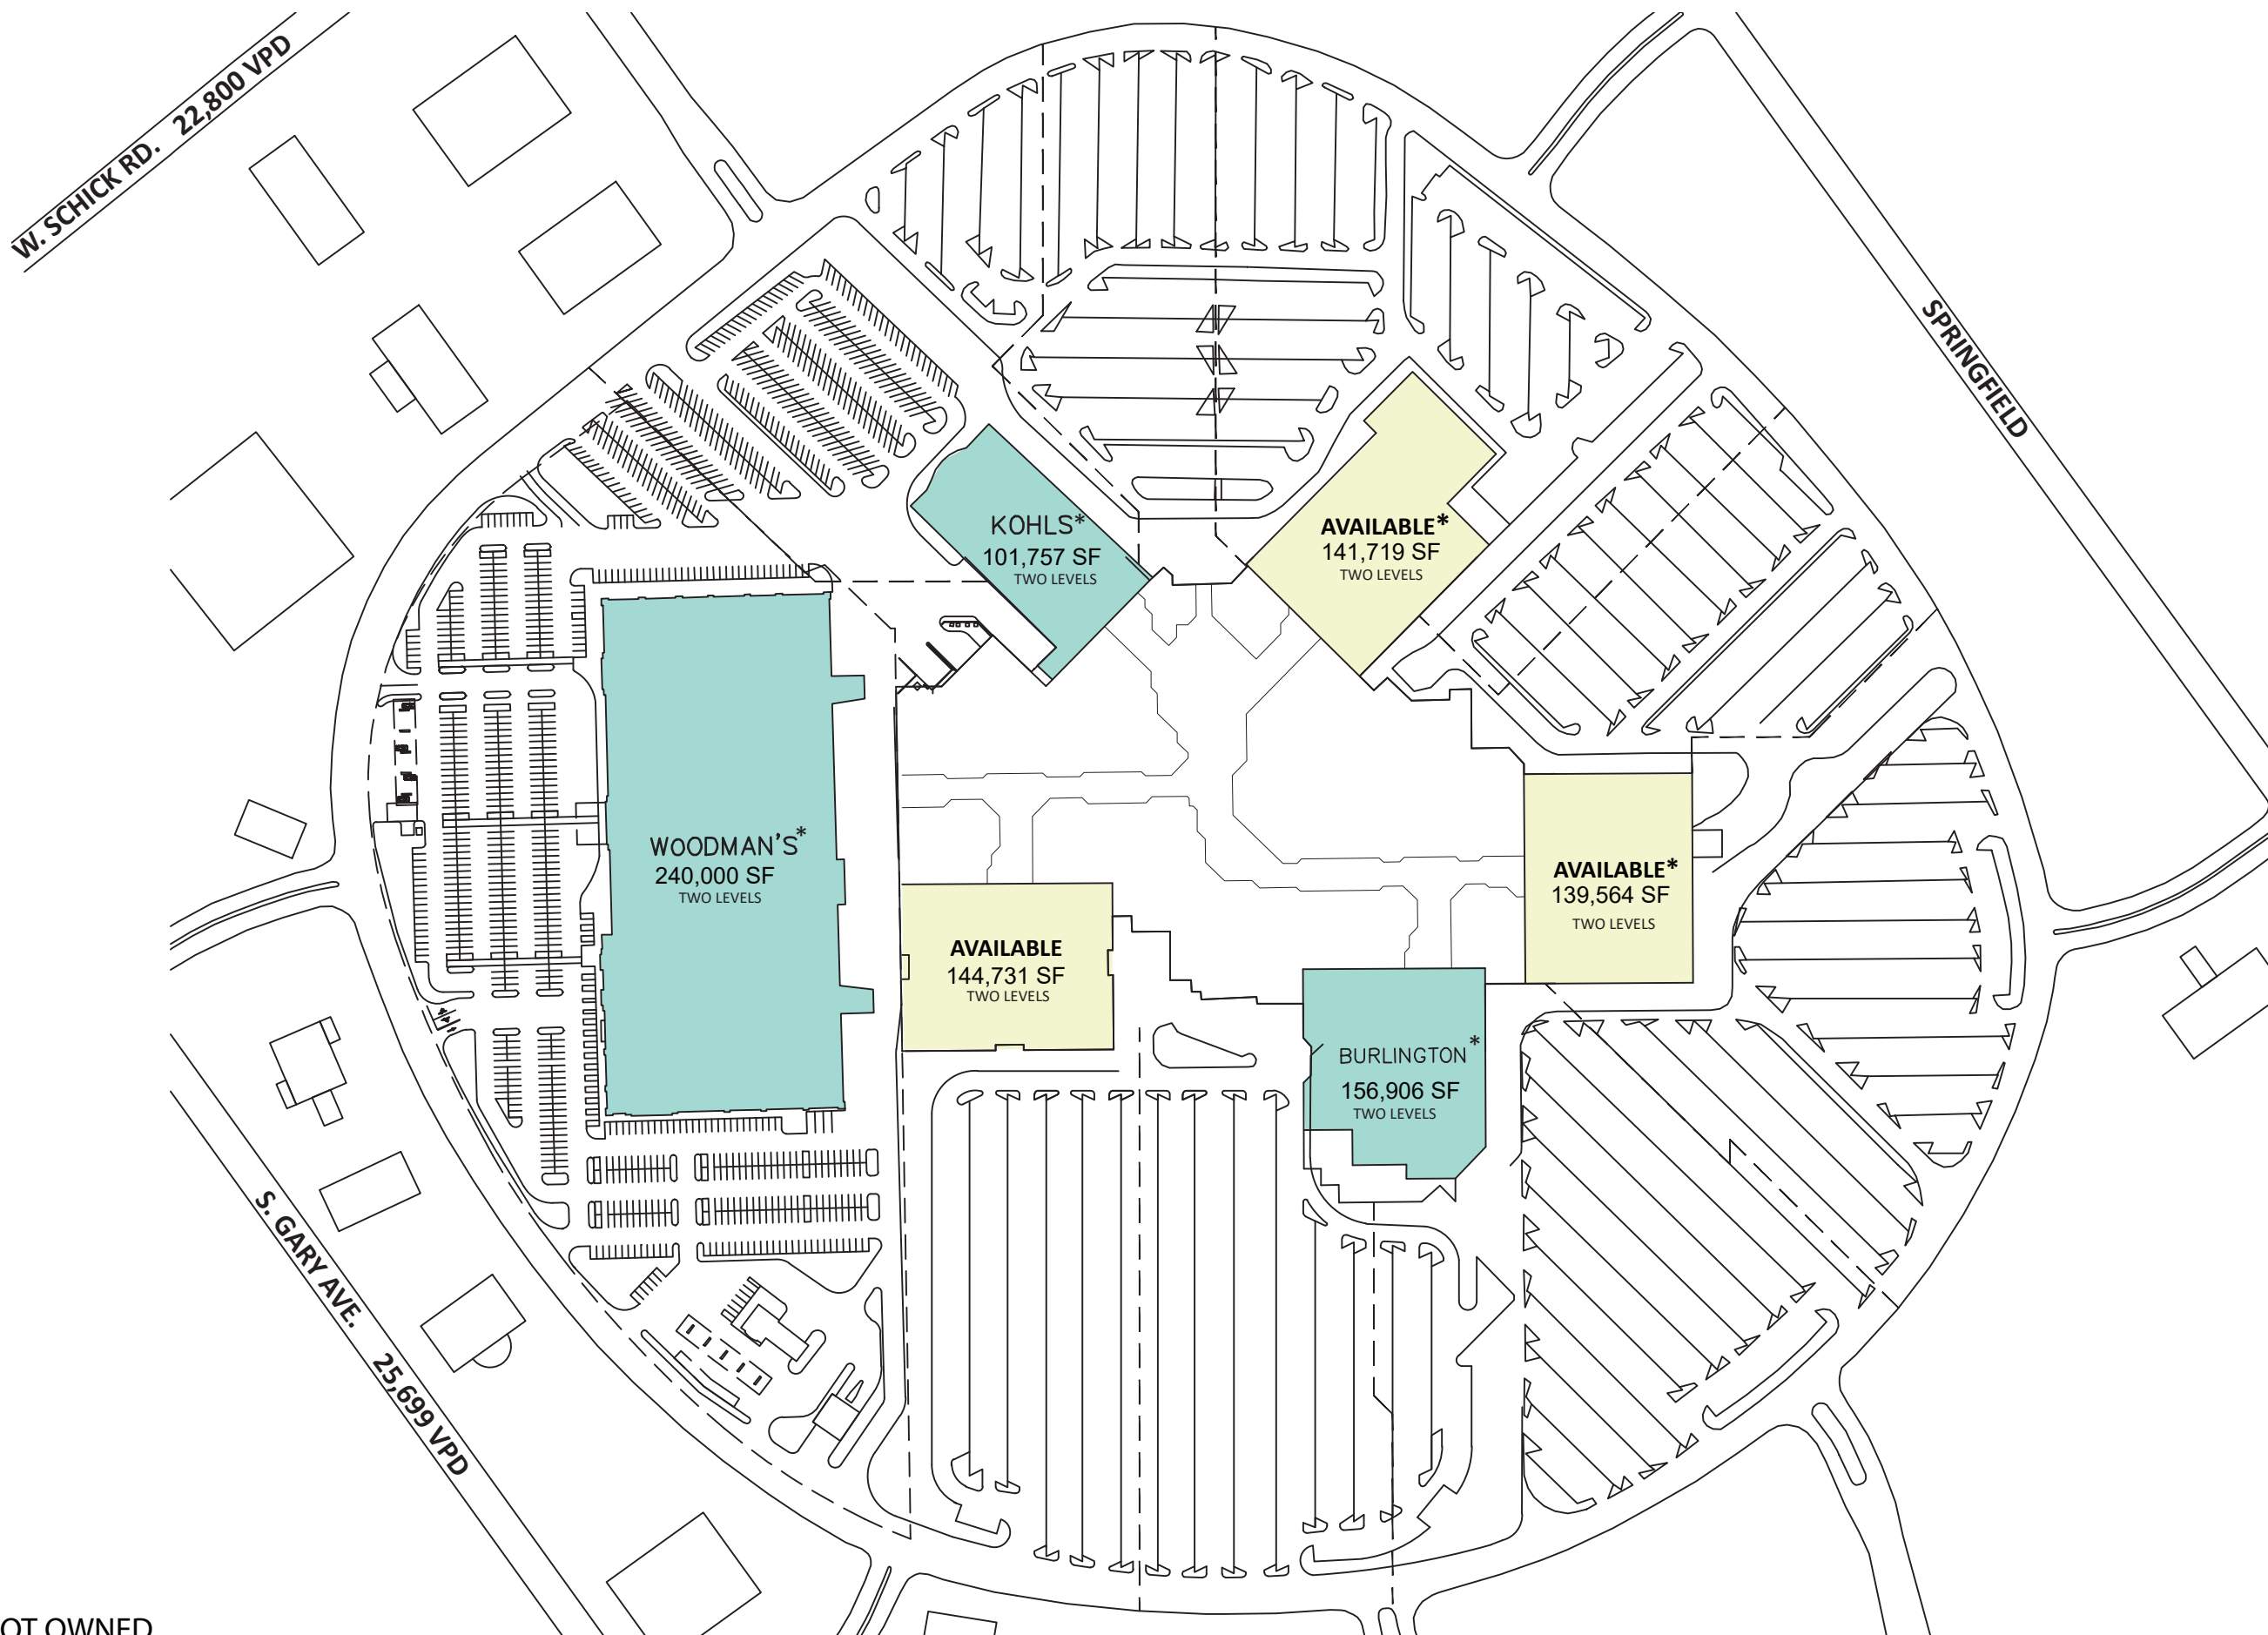 W. SCHICK RD. 22,800 VPD
SPRINGFIELD
KOHLS*
101,757 SF
TWO LEVELS
AVAILABLE*
141,719 SF
TWO LEVELS
WOODMAN'S*
240,000 SF
TWO LEVELS
AVAILABLE*
139,564 SF
TWO LEVELS
AVAILABLE
144,731 SF
TWO LEVELS
BURLINGTON*
156,906 SF
TWO LEVELS
S. GARY AVE. 25,699 VPD
OT OWNED